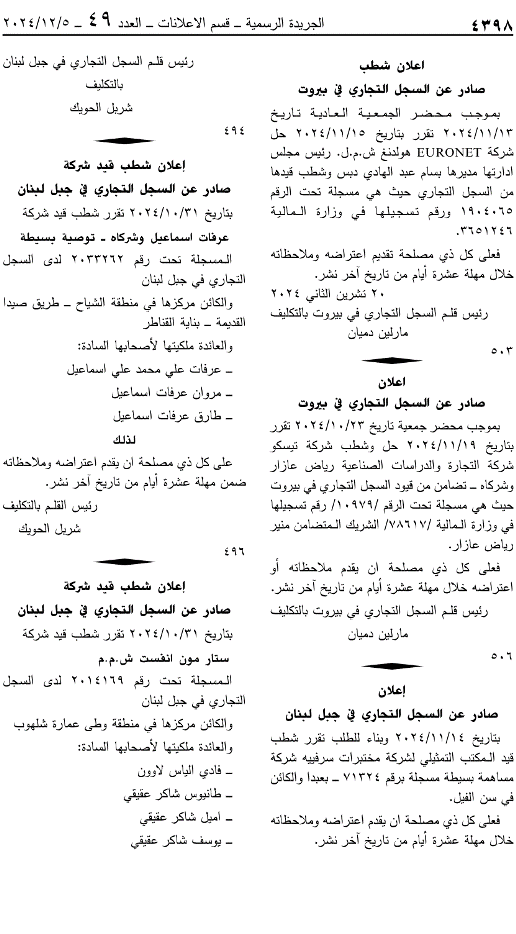 ٤٣٩٨
الجريدة الرسمية ــ قسم الاعلانات ــ العدد ٤٩ ــ ٢٠٢٤/١٢/٥
اعلان شطب
صادر عن السجل التجاري في بيروت
بموجب محضر الجمعية العادية تاريخ
٢٠٢٤/١١/١٣ تقرر بتاريخ ٢٠٢٤/١١/١٥ حل
شركة EURONET هولدنغ ش.م.ل. رئيس مجلس
ادارتها مديرها بسام عبد الهادي دبس وشطب قيدها
من السجل التجاري حيث هي مسجلة تحت الرقم
١٩٠٤٠٦٥ ورقم تسجيلها في وزارة المالية
٣٦٥١٢٤٦.
فعلى كل ذي مصلحة تقديم اعتراضه وملاحظاته
خلال مهلة عشرة أيام من تاريخ آخر نشر.
٢٠ تشرين الثاني ٢٠٢٤
رئيس قلم السجل التجاري في بيروت بالتكليف
مارلين دميان
٥٠٣
اعلان
صادر عن السجل التجاري في بيروت
بموجب محضر جمعية تاريخ ٢٠٢٤/١٠/٢٣ تقرر
بتاريخ ٢٠٢٤/١١/١٩ حل وشطب شركة تيسكو
شركة التجارة والدراسات الصناعية رياض عازار
وشركاه ــ تضامن من قيود السجل التجاري في بيروت
حيث هي مسجلة تحت الرقم /١٠٩٧٩/ رقم تسجيلها
في وزارة المالية /٧٨٦١٧/ الشريك المتضامن منير
رياض عازار.
فعلى كل ذي مصلحة ان يقدم ملاحظاته أو
اعتراضه خلال مهلة عشرة أيام من تاريخ آخر نشر.
رئيس قلم السجل التجاري في بيروت بالتكليف
مارلين دميان
٥٠٦
إعلان
صادر عن السجل التجاري في جبل لبنان
بتاريخ ٢٠٢٤/١١/١٤ وبناء للطلب تقرر شطب
قيد المكتب التمثيلي لشركة مختبرات سرفييه شركة
مساهمة بسيطة مسجلة برقم ٧١٣٢٤ ــ بعبدا والكائن
في سن الفيل.
فعلى كل ذي مصلحة ان يقدم اعتراضه وملاحظاته
خلال مهلة عشرة أيام من تاريخ آخر نشر.
رئيس قلم السجل التجاري في جبل لبنان
بالتكليف
شربل الحويك
٤٩٤
إعلان شطب قيد شركة
صادر عن السجل التجاري في جبل لبنان
بتاريخ ٢٠٢٤/١٠/٣١ تقرر شطب قيد شركة
عرفات اسماعيل وشركاه ــ توصية بسيطة
المسجلة تحت رقم ٢٠٣٣٢٦٢ لدى السجل
التجاري في جبل لبنان
والكائن مركزها في منطقة الشياح ــ طريق صيدا
القديمة ــ بناية القناطر
والعائدة ملكيتها لأصحابها السادة:
ــ عرفات علي محمد علي اسماعيل
ــ مروان عرفات اسماعيل
ــ طارق عرفات اسماعيل
لذلك
على كل ذي مصلحة ان يقدم اعتراضه وملاحظاته
ضمن مهلة عشرة أيام من تاريخ آخر نشر.
رئيس القلم بالتكليف
شربل الحويك
٤٩٦
إعلان شطب قيد شركة
صادر عن السجل التجاري في جبل لبنان
بتاريخ ٢٠٢٤/١٠/٣١ تقرر شطب قيد شركة
ستار مون انفست ش.م.م
المسجلة تحت رقم ٢٠١٤١٦٩ لدى السجل
التجاري في جبل لبنان
والكائن مركزها في منطقة وطى عمارة شلهوب
والعائدة ملكيتها لأصحابها السادة:
ــ فادي الياس لاوون
ــ طانيوس شاكر عقيقي
ــ اميل شاكر عقيقي
ــ يوسف شاكر عقيقي